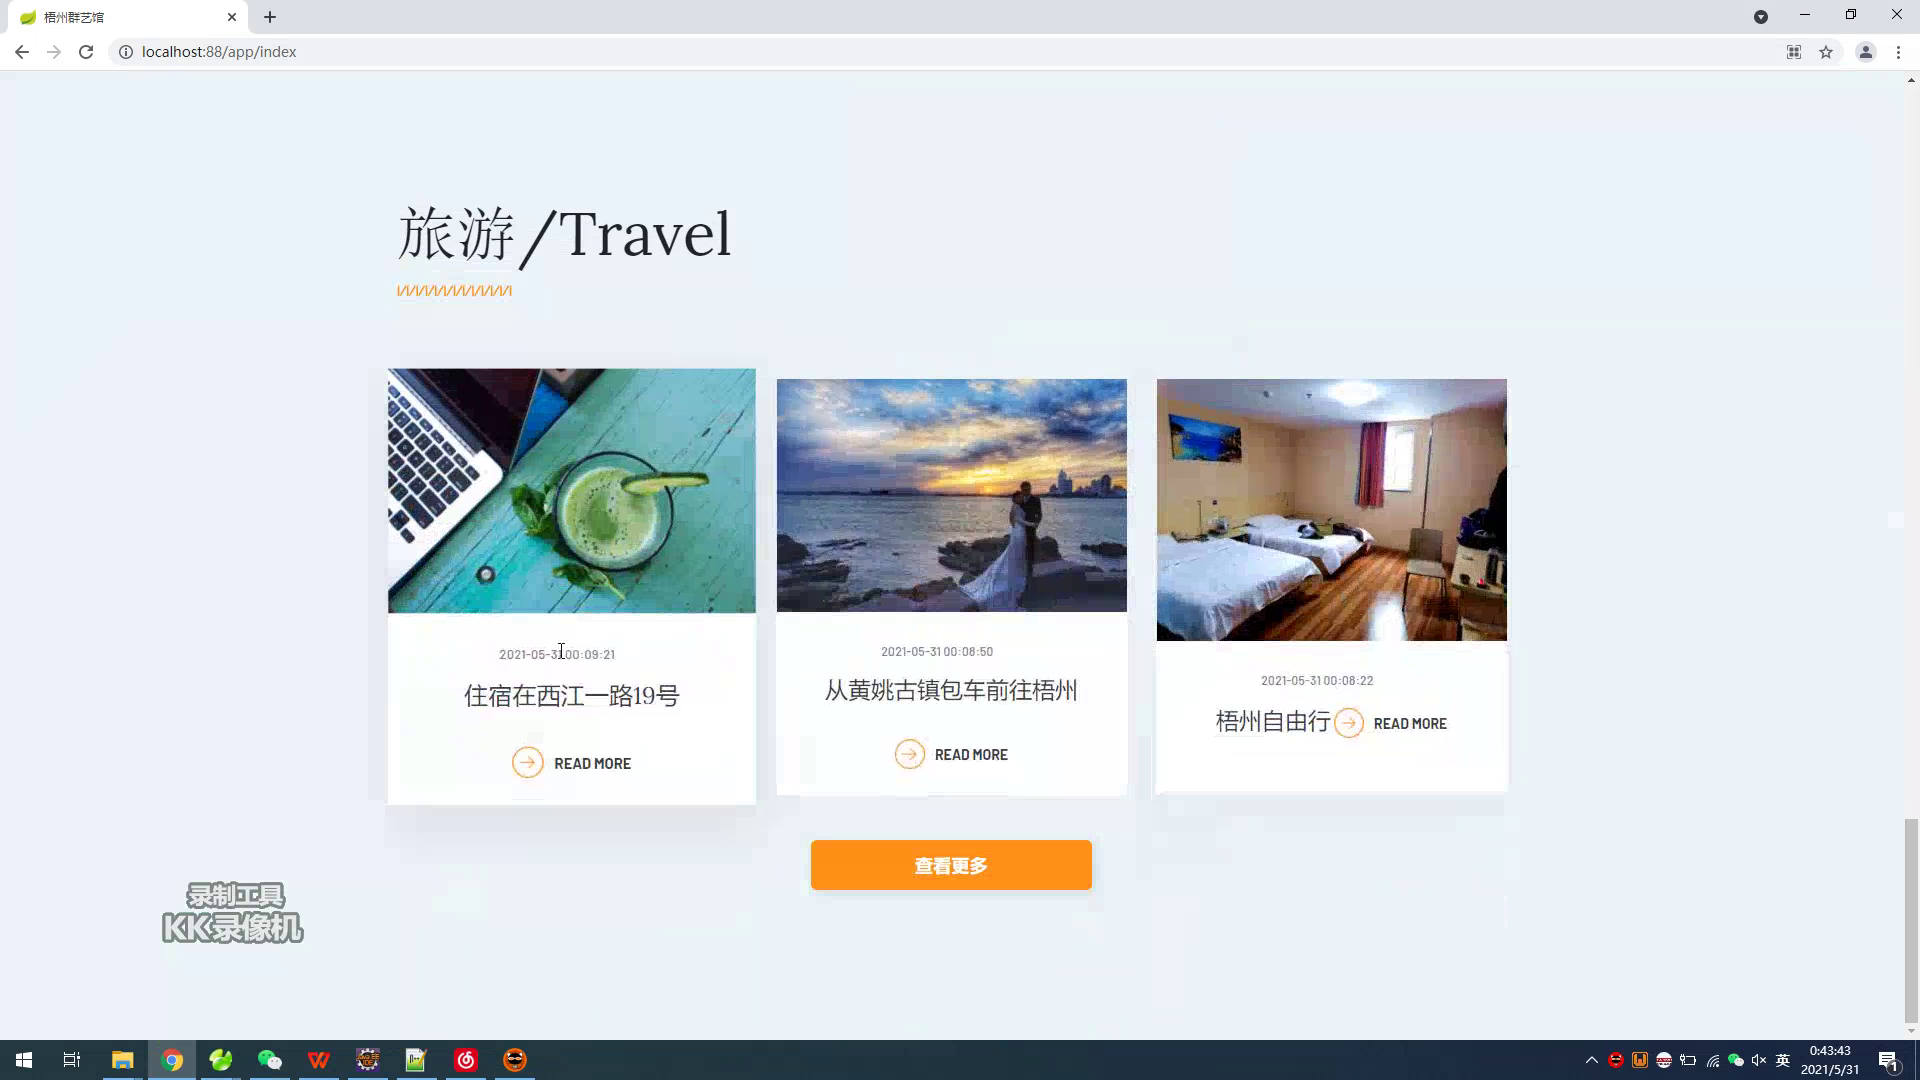 梧州群艺馆
localhost:88/app/index
旅游/Travel
2021-05-31 00:09:21
住宿在西江一路19号
READ MORE
2021-05-31 00:08:50
从黄姚古镇包车前往梧州
READ MORE
2021-05-31 00:08:22
梧州自由行
READ MORE
查看更多
录制工具
KK录像机
英
0:43:43
2021/5/31
1